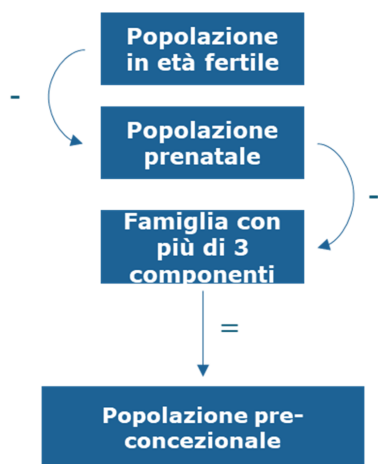 Popolazione
in età fertile
-
Popolazione
prenatale
-
Famiglia con
più di 3
componenti
=
Popolazione pre-
concezionale